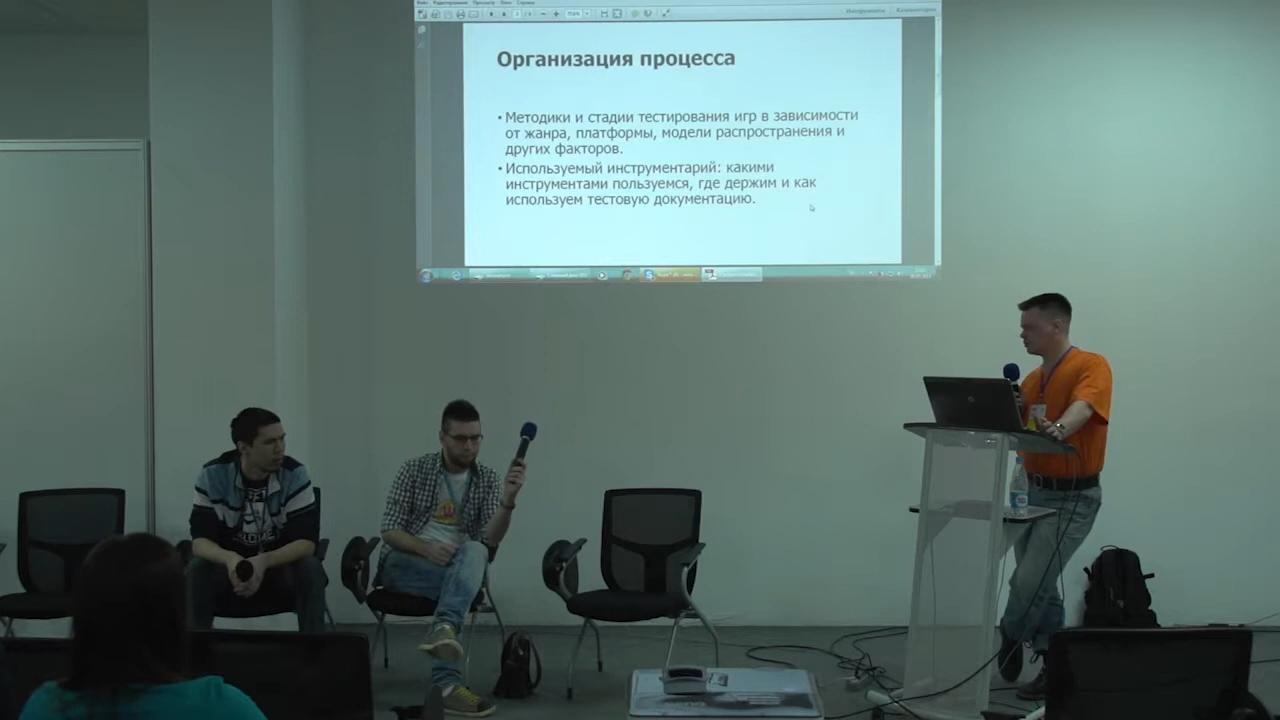 Организация процесса
• Методики и стадии тестирования игр в зависимости
от жанра, платформы, модели распространения и
других факторов.
• Используемый инструментарий: какими
инструментами пользуемся, где держим и как
используем тестовую документацию.